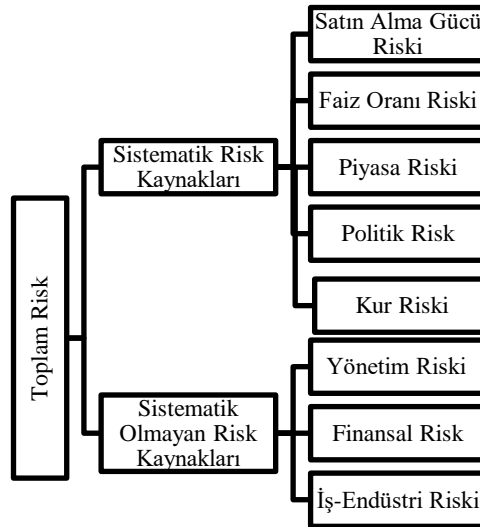 Toplam Risk
Sistematik Risk
Kaynakları
Satın Alma Gücü
Riski
Faiz Oranı Riski
Piyasa Riski
Politik Risk
Kur Riski
Sistematik
Olmayan Risk
Kaynakları
Yönetim Riski
Finansal Risk
İş-Endüstri Riski